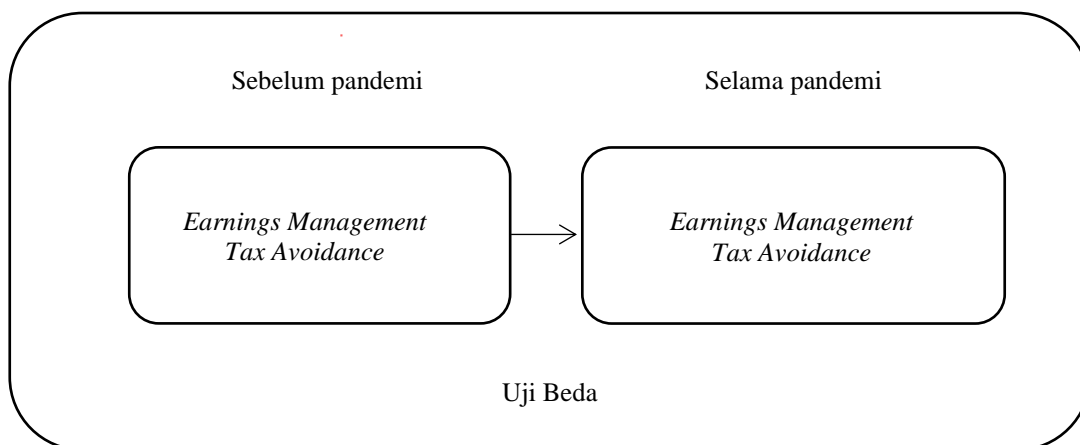 Sebelum pandemi
Selama pandemi
Earnings Management
Tax Avoidance
Earnings Management
Tax Avoidance
Uji Beda